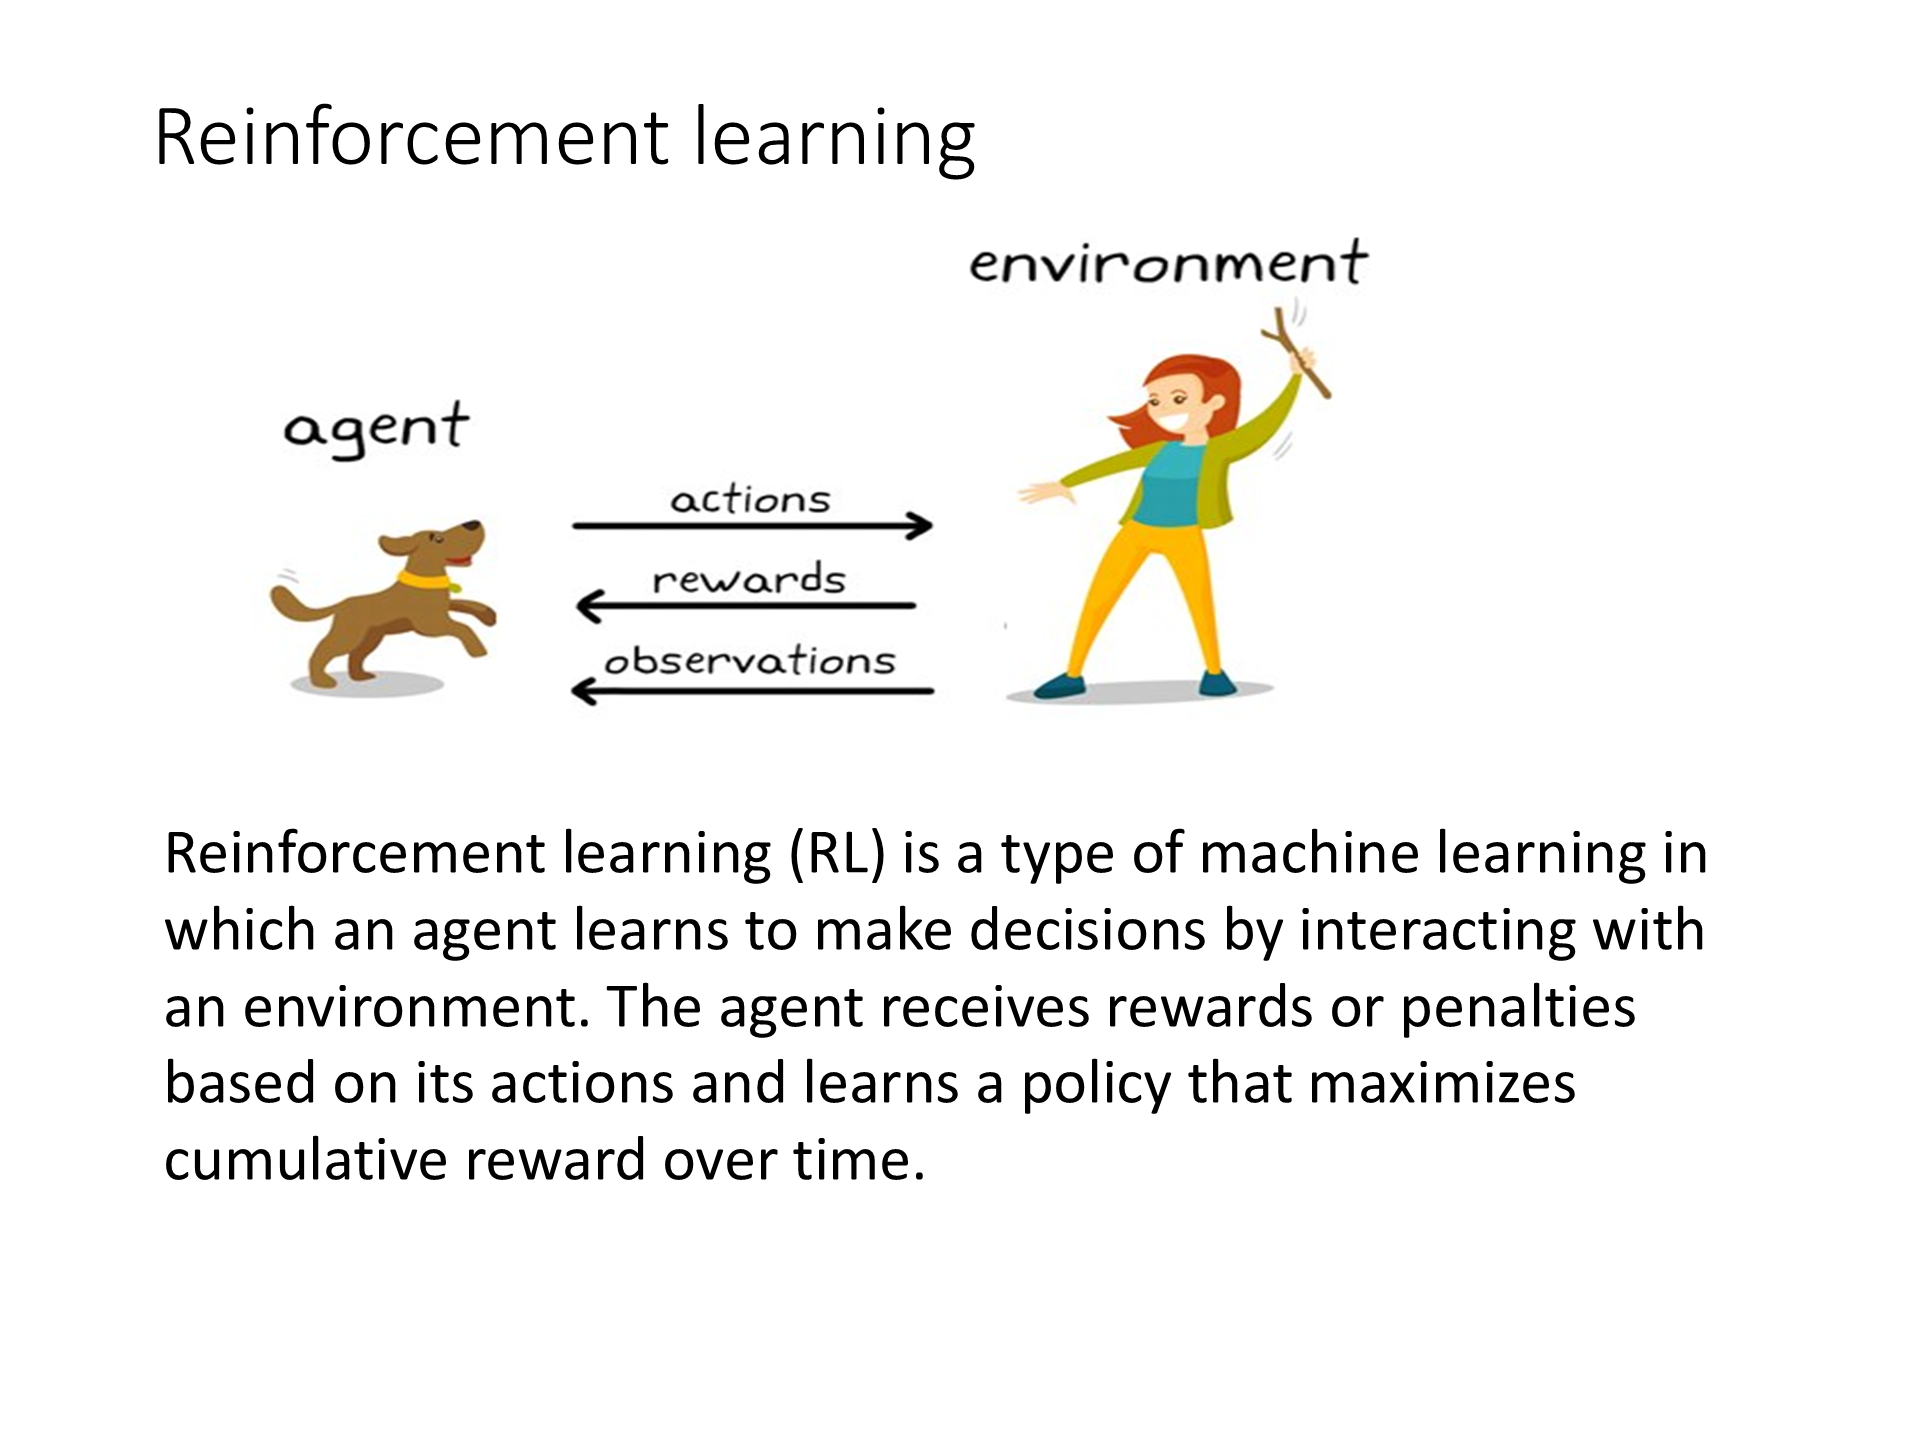 Reinforcement learning
environment
agent
actions
rewards
observations
Reinforcement learning (RL) is a type of machine learning in
which an agent learns to make decisions by interacting with
an environment. The agent receives rewards or penalties
based on its actions and learns a policy that maximizes
cumulative reward over time.